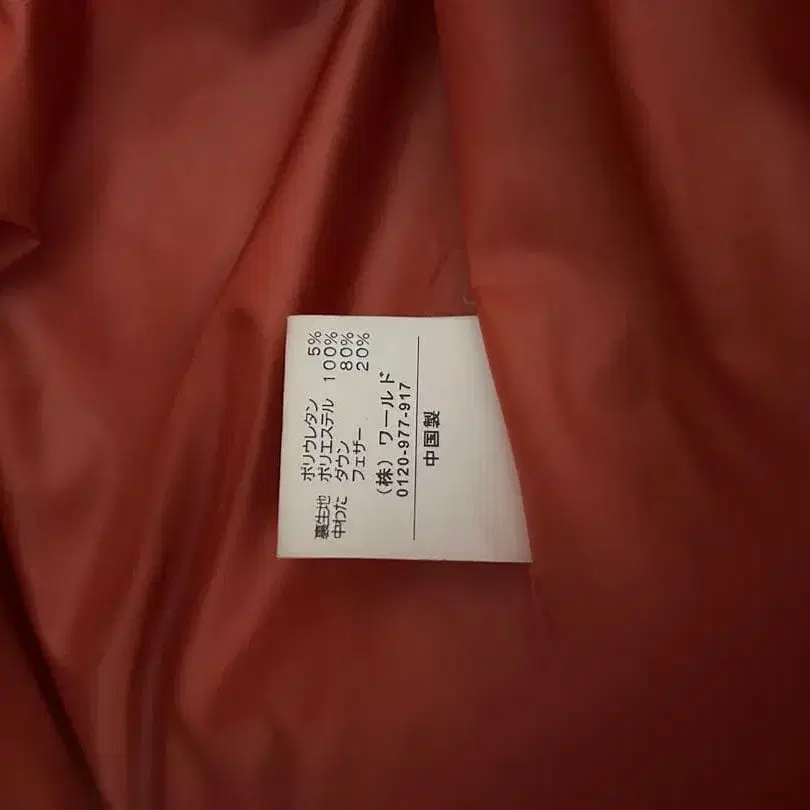 ポリウレタン 5%
裏生地 ポリエステル 100%
中わた ダウン 80%
フェザー 20%
(株) ワールド
0120-977-917
中国製